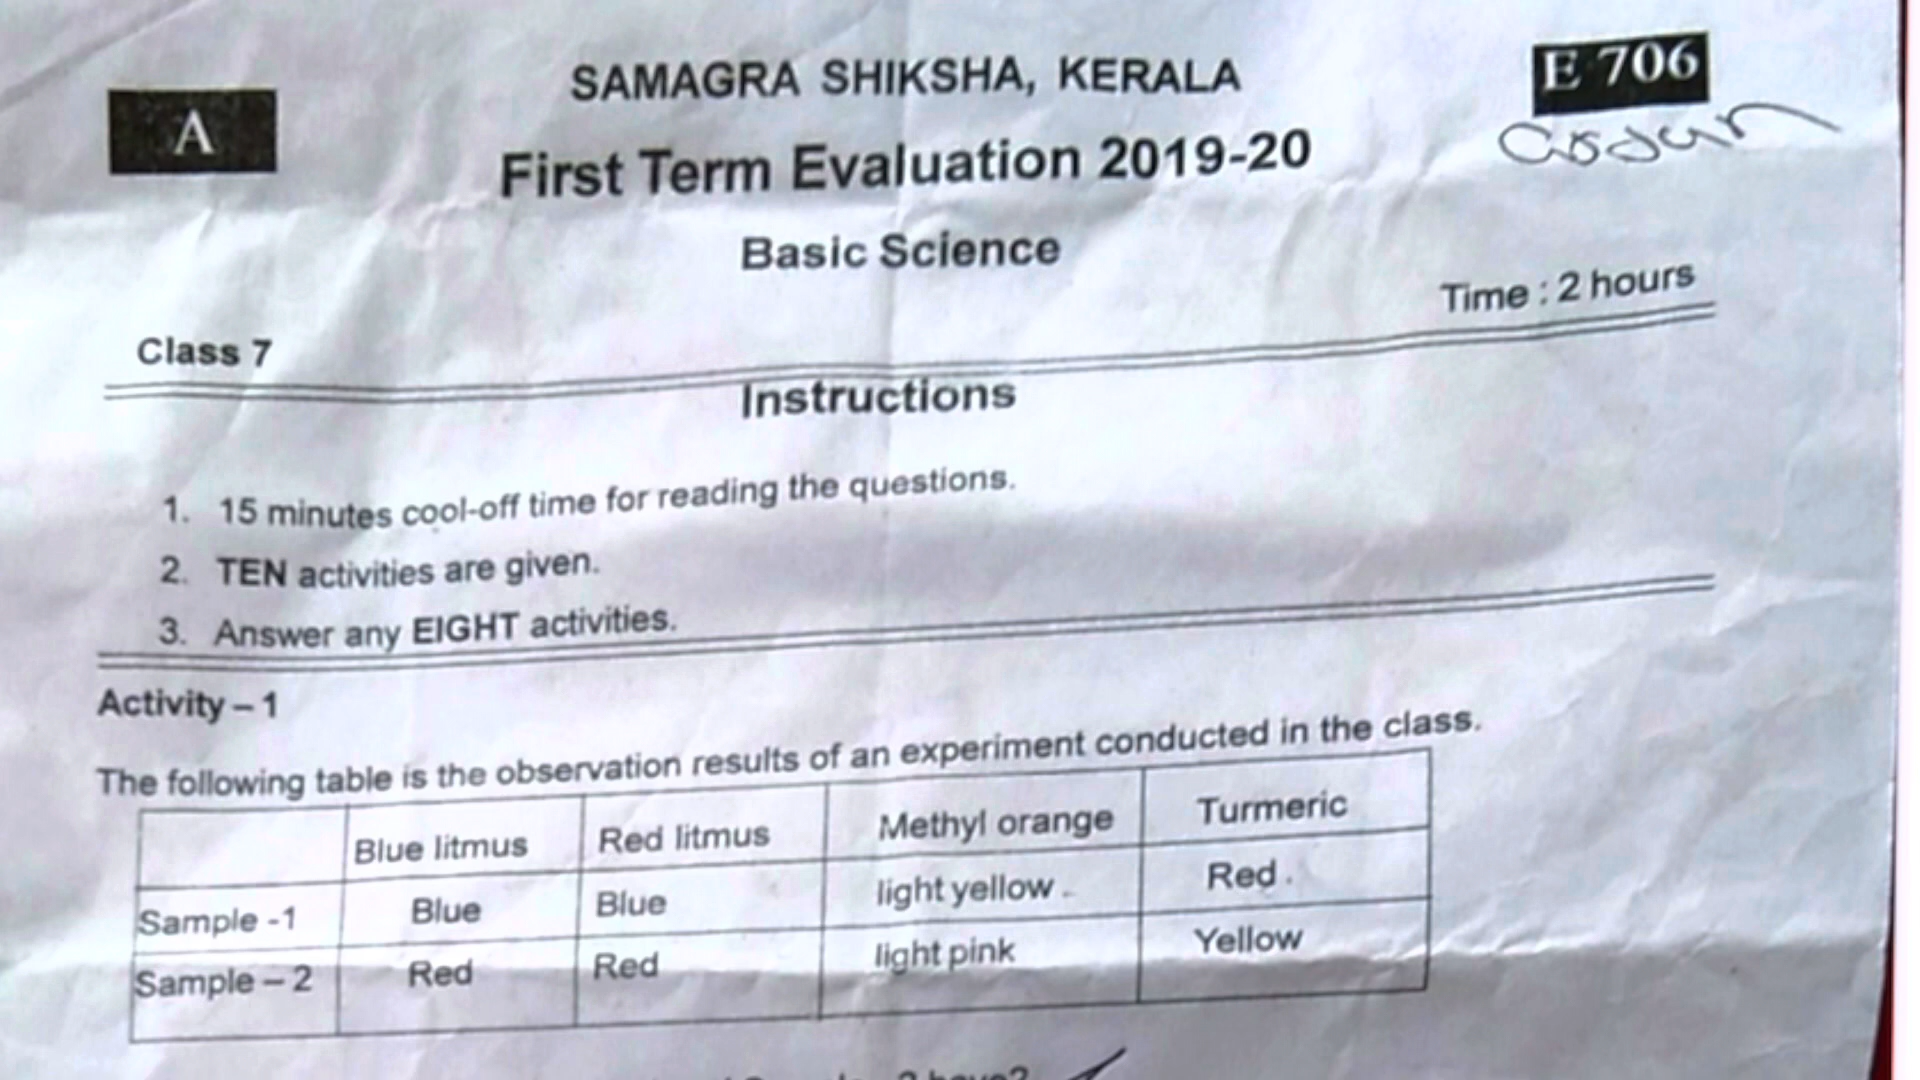 SAMAGRA SHIKSHA, KERALA
E 706
A
First Term Evaluation 2019-20
Basic Science
Time : 2 hours
Class 7
Instructions
1. 15 minutes cool-off time for reading the questions.
2. TEN activities are given.
3. Answer any EIGHT activities.
Activity – 1
The following table is the observation results of an experiment conducted in the class.
Blue litmus Red litmus Methyl orange Turmeric
Sample -1 Blue Blue light yellow Red
Sample – 2 Red Red light pink Yellow
2 have?